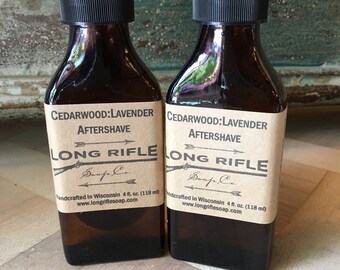 CEDARWOOD:LAVENDER
AFTERSHAVE
LONG RIFLE
Soap Co.
Handcrafted in Wisconsin 4 fl. oz. (118 ml)
www.longriflesoap.com
CEDARWOOD:LAVENDER
AFTERSHAVE
LONG RIFLE
Soap Co.
Handcrafted in Wisconsin 4 fl. oz. (118 ml)
www.longriflesoap.com